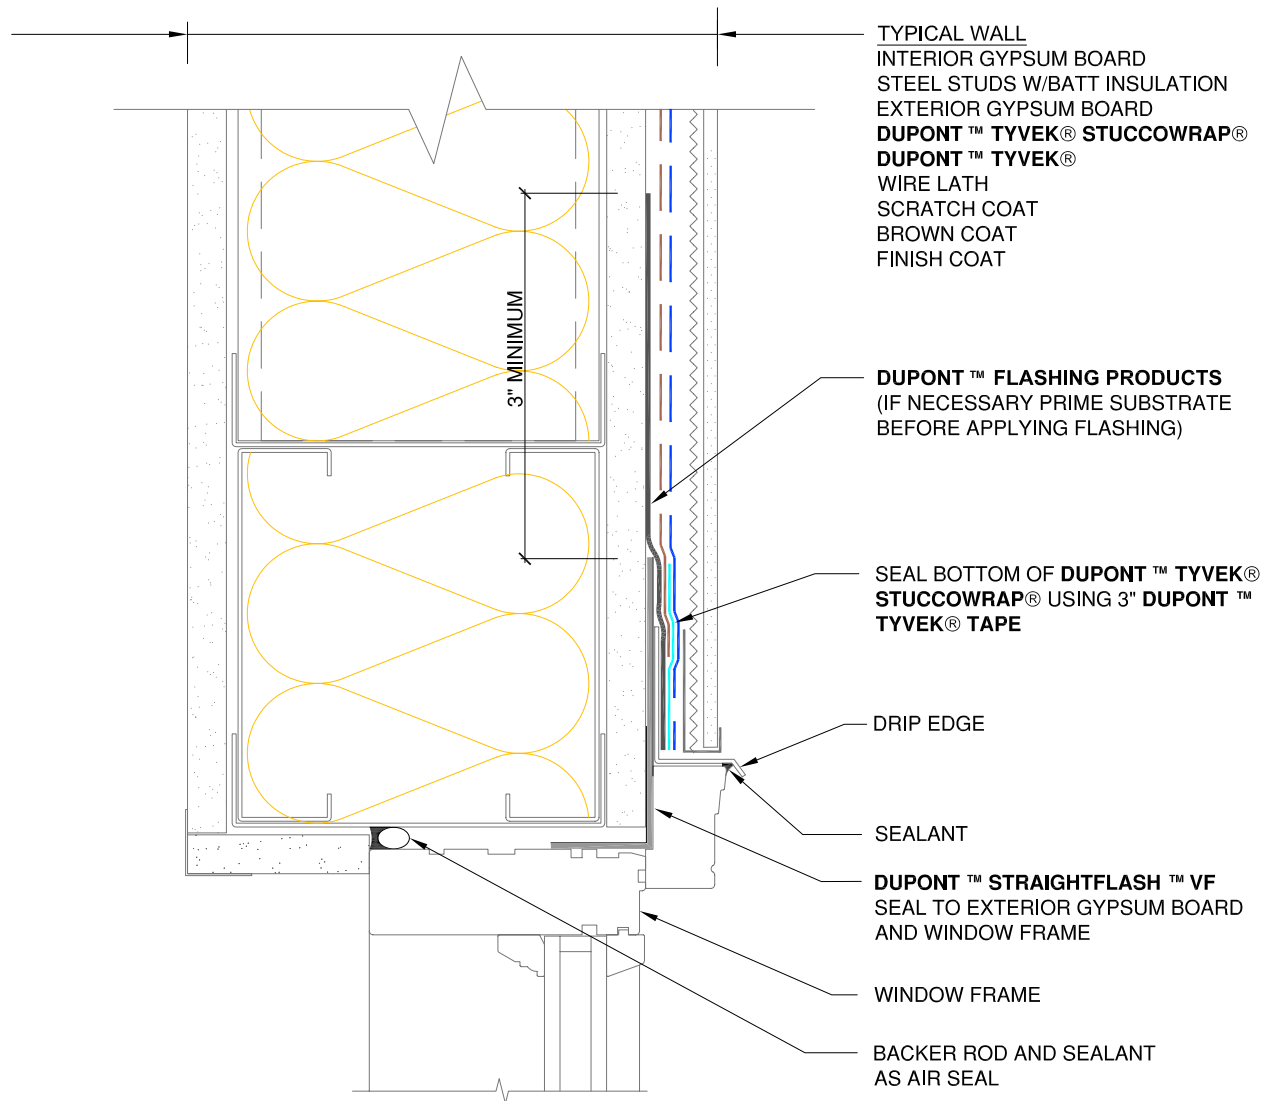 TYPICAL WALL
INTERIOR GYPSUM BOARD
STEEL STUDS W/BATT INSULATION
EXTERIOR GYPSUM BOARD
DUPONT ™ TYVEK® STUCCOWRAP®
DUPONT ™ TYVEK®
WIRE LATH
SCRATCH COAT
BROWN COAT
FINISH COAT
3" MINIMUM
DUPONT ™ FLASHING PRODUCTS
(IF NECESSARY PRIME SUBSTRATE
BEFORE APPLYING FLASHING)
SEAL BOTTOM OF DUPONT ™ TYVEK®
STUCCOWRAP® USING 3" DUPONT ™
TYVEK® TAPE
DRIP EDGE
SEALANT
DUPONT ™ STRAIGHTFLASH ™ VF
SEAL TO EXTERIOR GYPSUM BOARD
AND WINDOW FRAME
WINDOW FRAME
BACKER ROD AND SEALANT
AS AIR SEAL